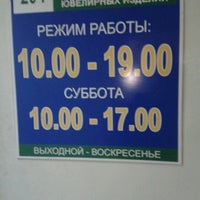 ЮВЕЛИРНЫХ ИЗДЕЛИЙ
РЕЖИМ РАБОТЫ:
10.00 - 19.00
СУББОТА
10.00 - 17.00
ВЫХОДНОЙ - ВОСКРЕСЕНЬЕ